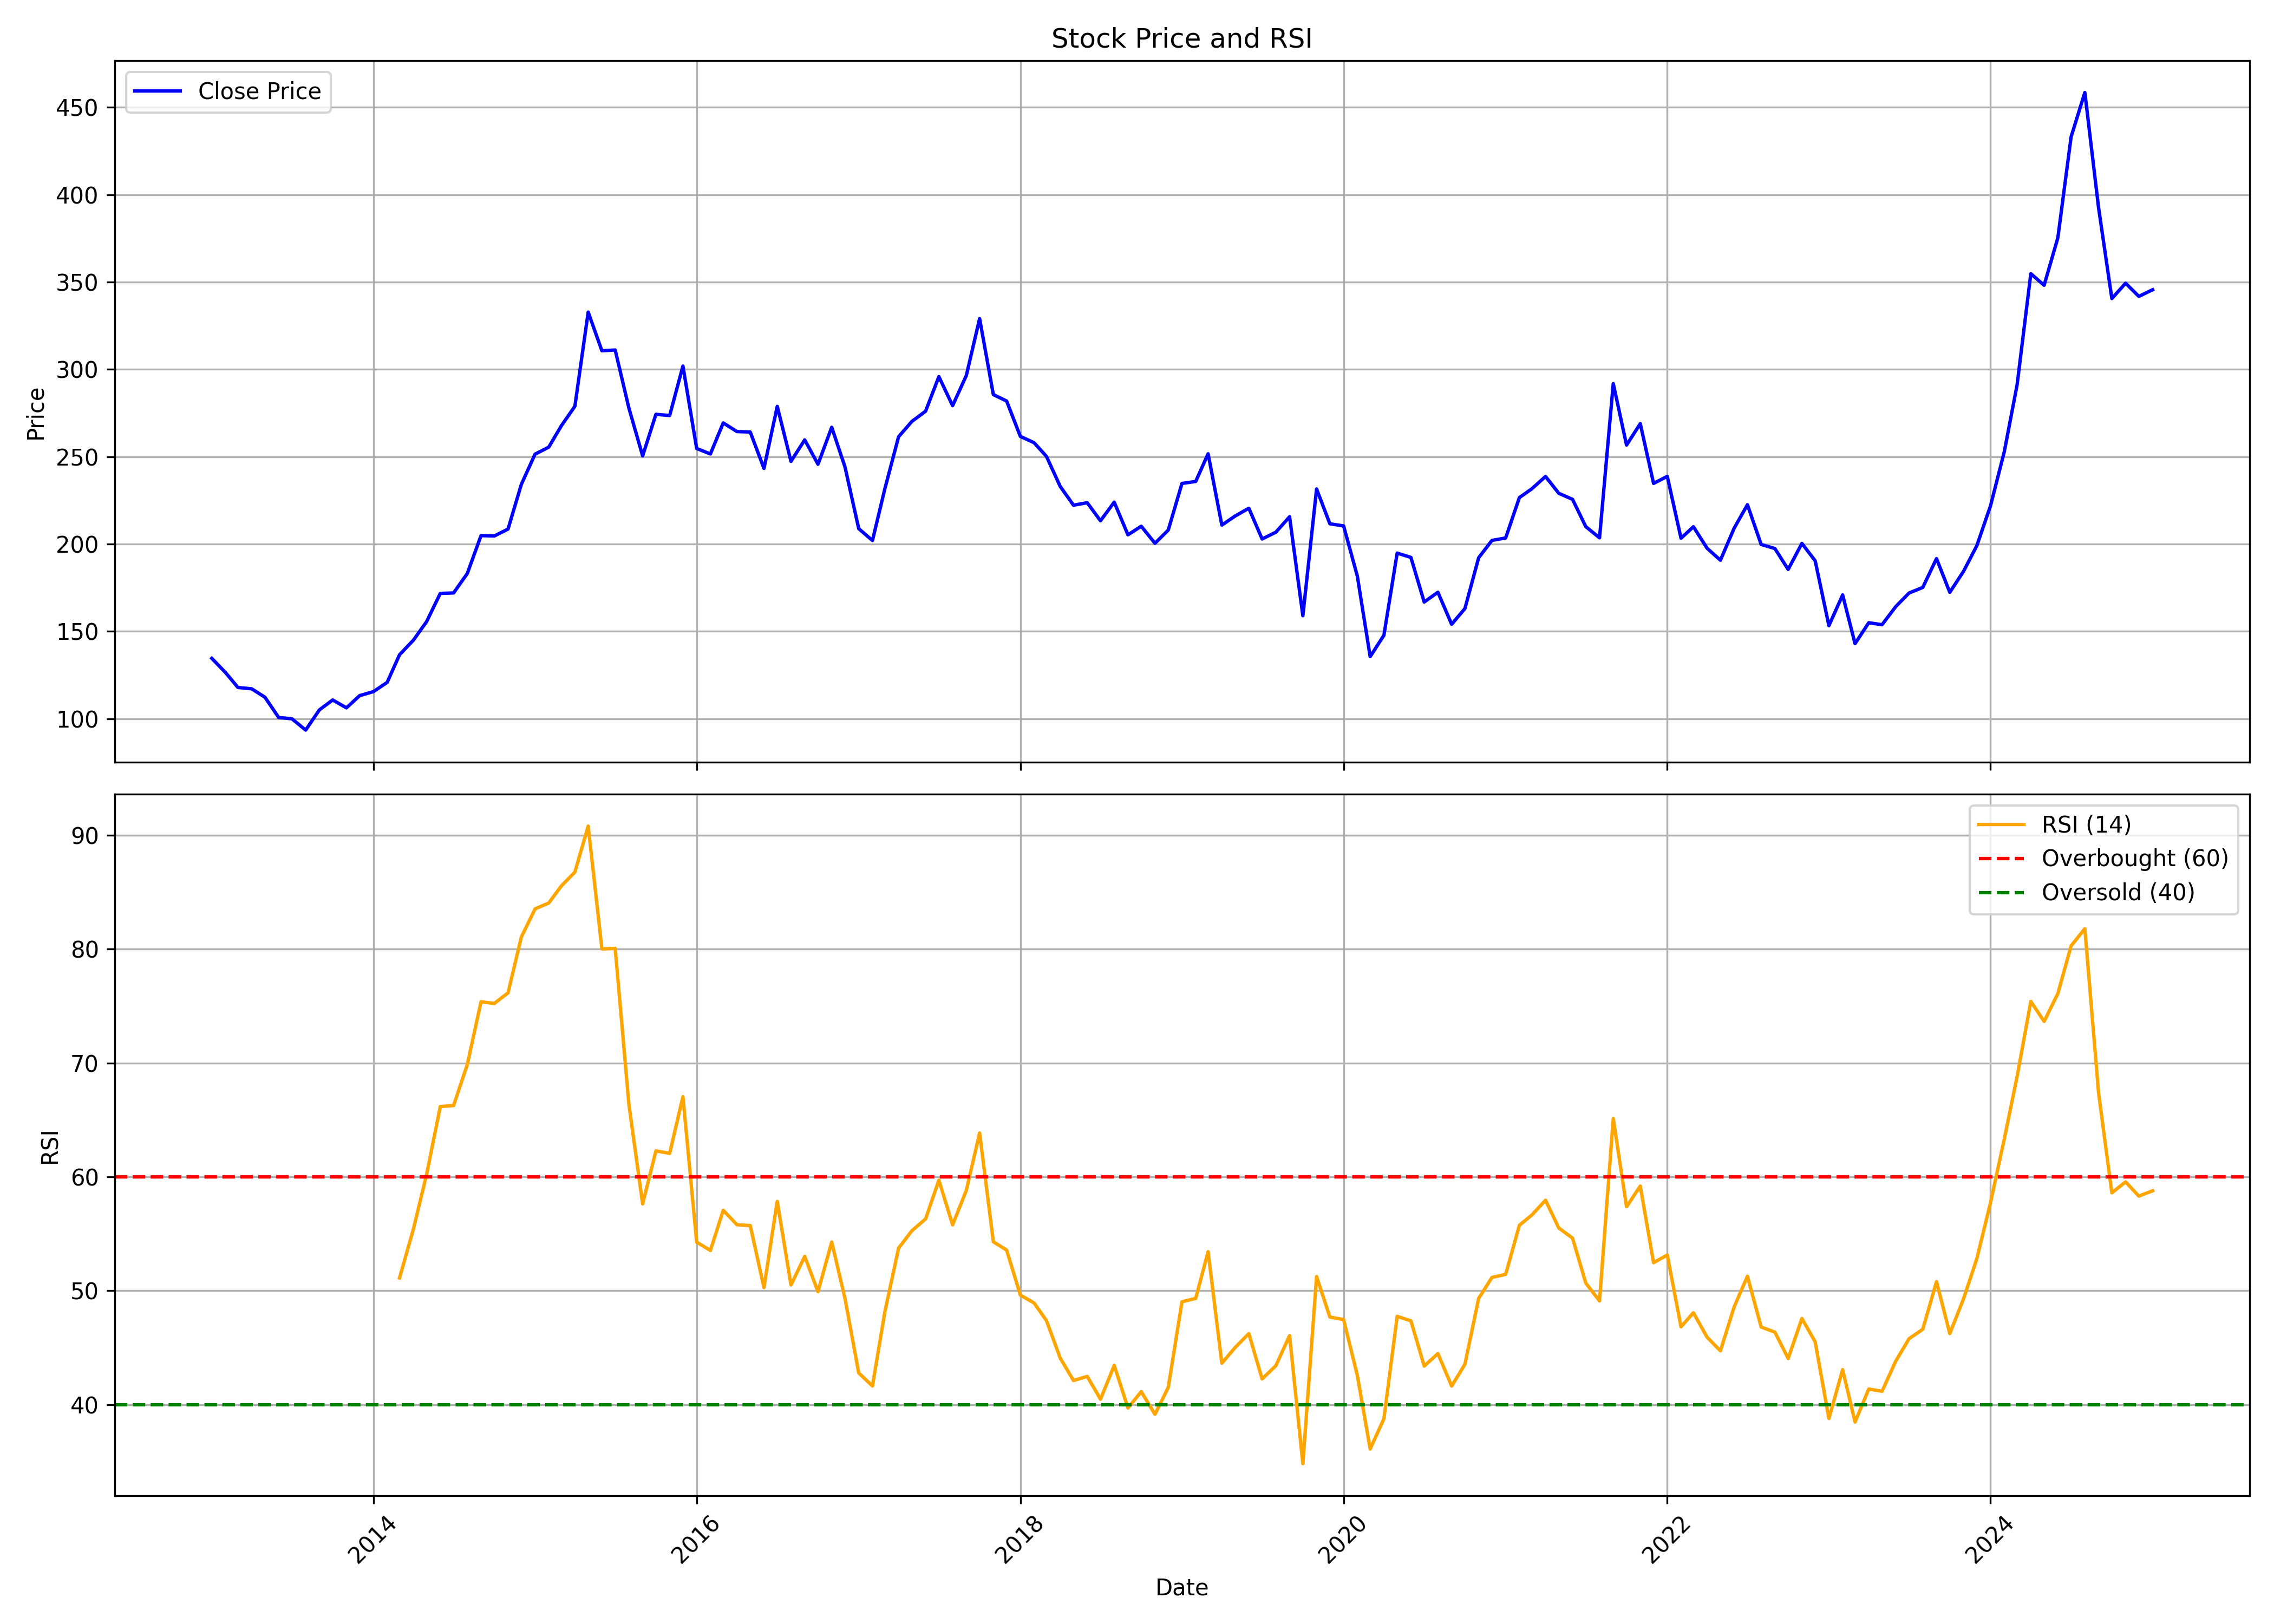 Stock Price and RSI
Close Price
450
400
350
300
250
200
150
100
Price
RSI (14)
Overbought (60)
Oversold (40)
90
80
70
60
50
40
RSI
2014
2016
2018
2020
2022
2024
Date